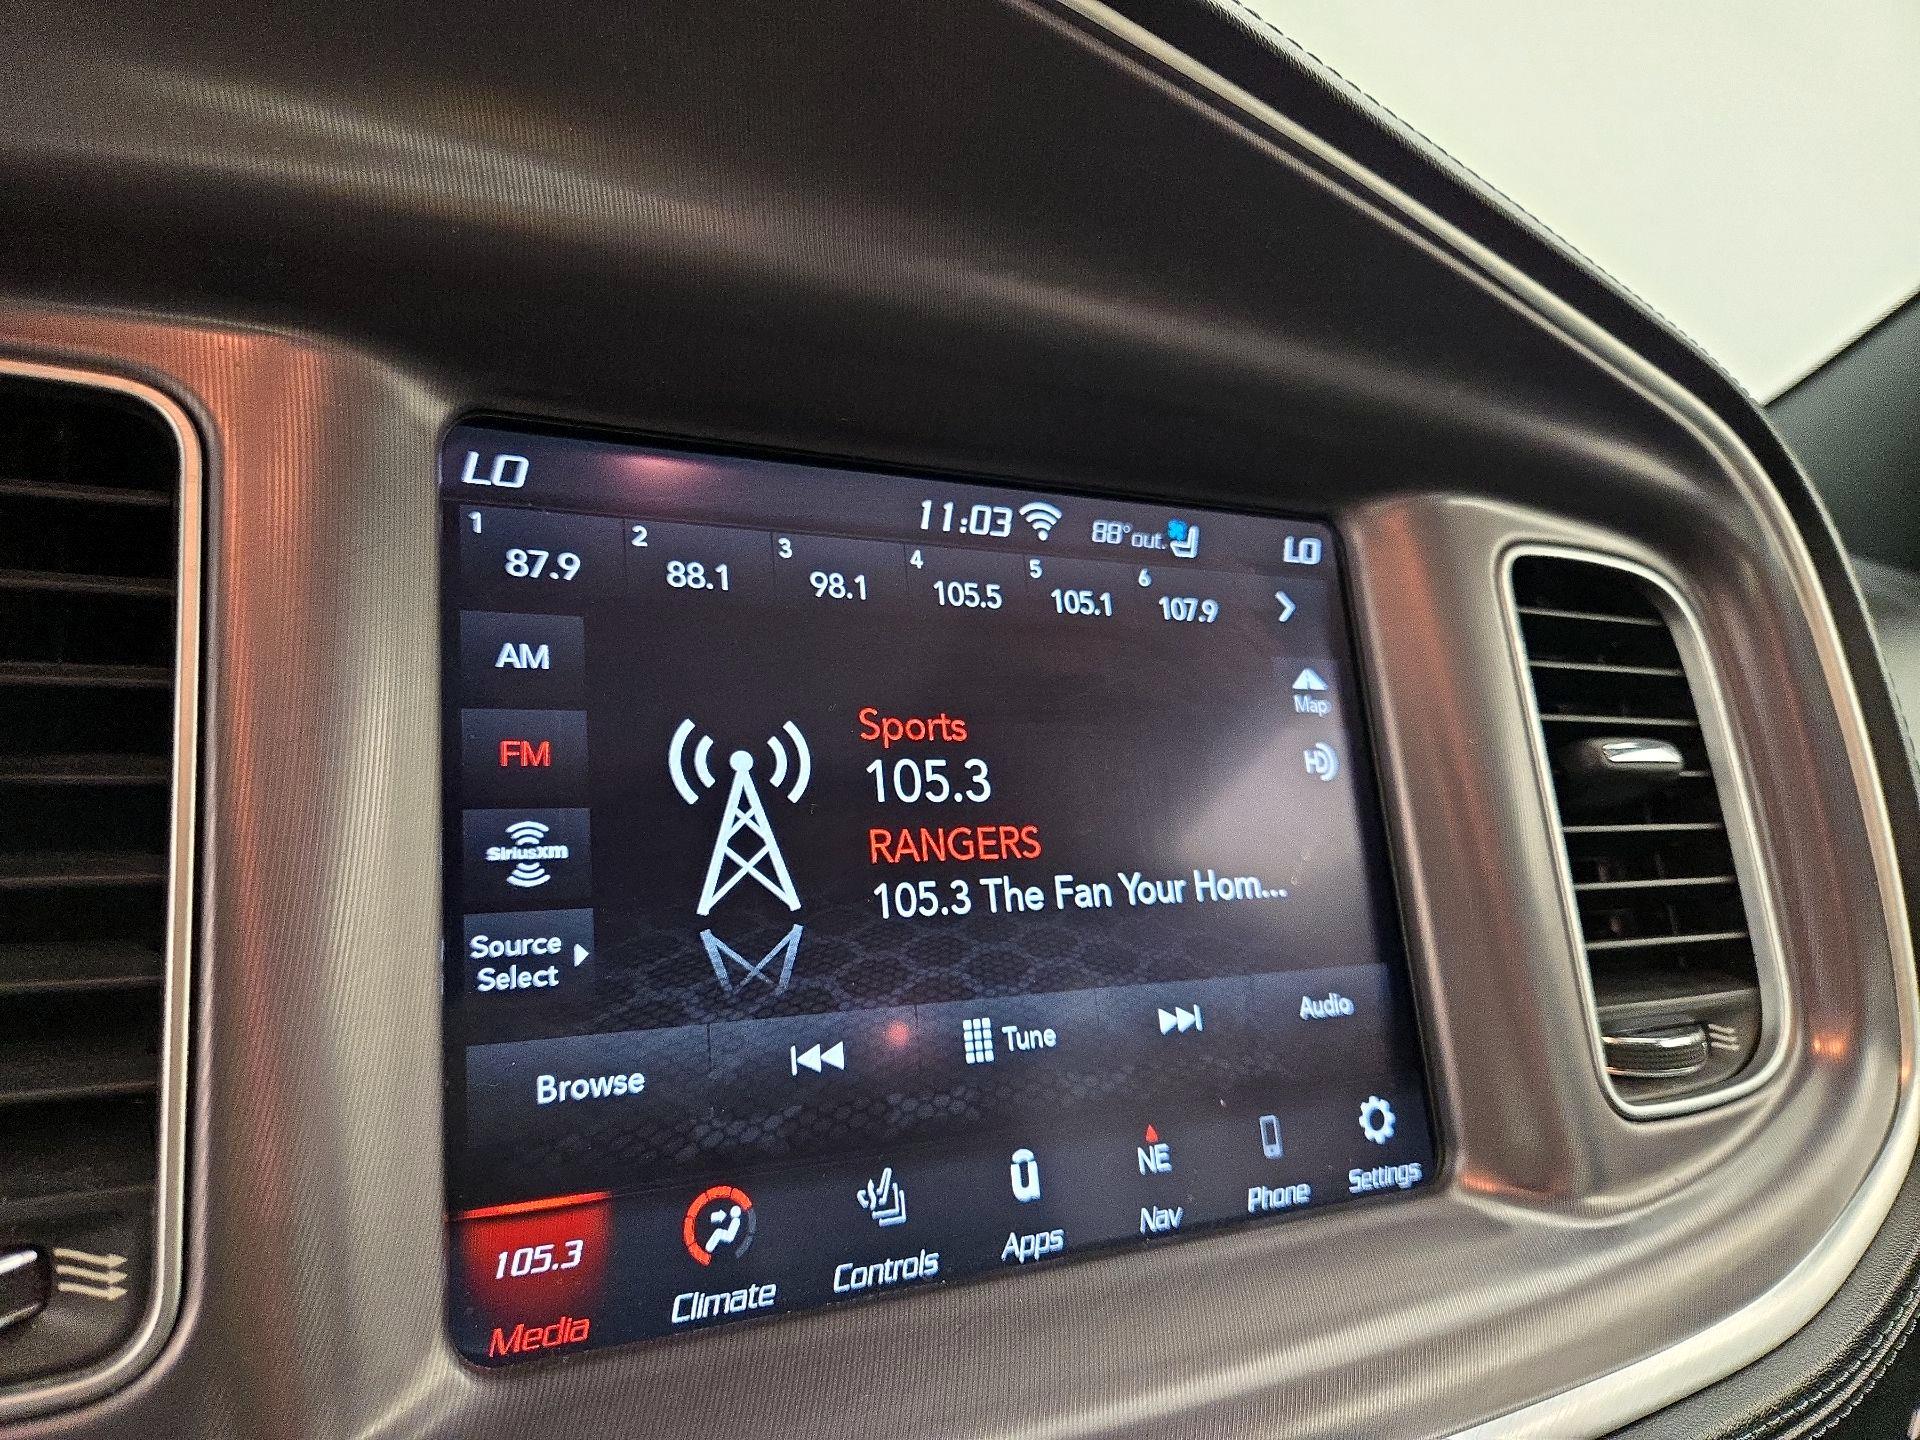 LO
11:03
88° out.
LO
1 87.9
2 88.1
3 98.1
4 105.5
5 105.1
6 107.9
AM
FM
SiriusXM
Source
Select
Sports
105.3
RANGERS
105.3 The Fan Your Hom...
Map
HD
Browse
Tune
Audio
105.3
Media
Climate
Controls
Apps
NE
Nav
Phone
Settings